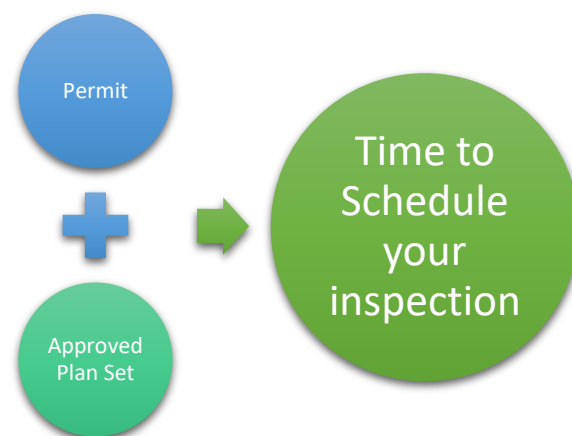 Permit
Approved
Plan Set
Time to
Schedule
your
inspection